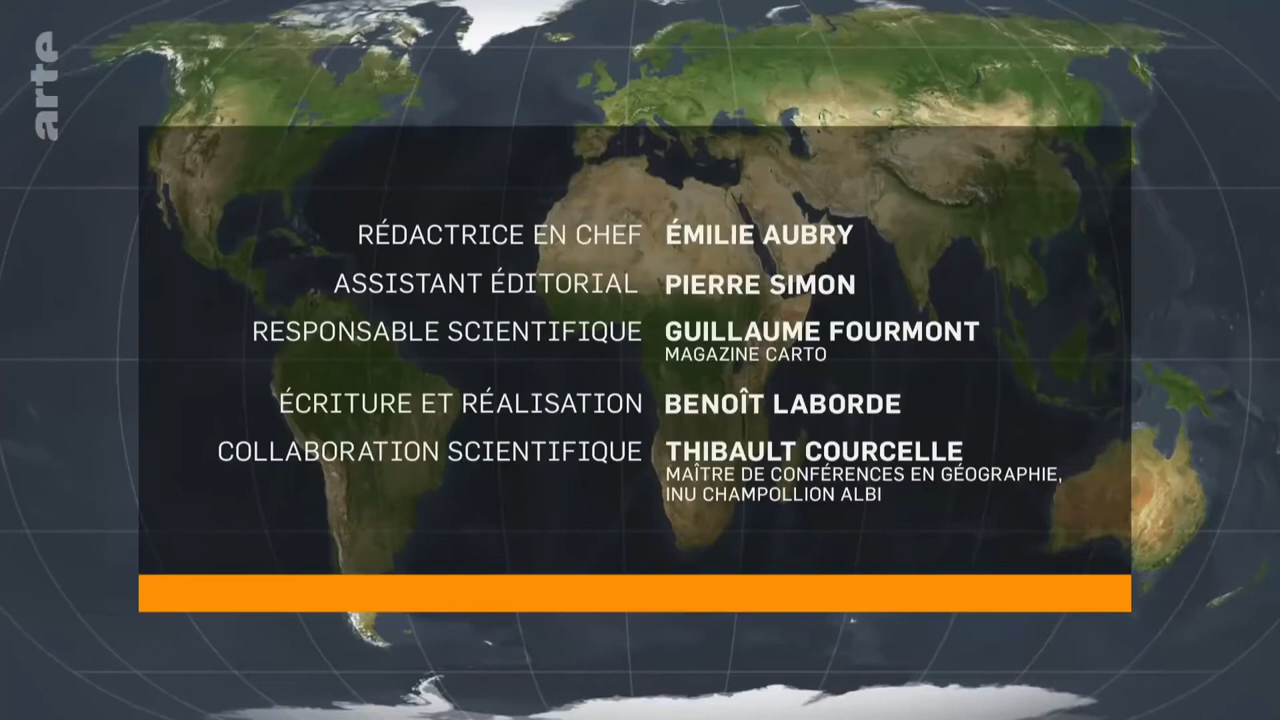 arte
RÉDACTRICE EN CHEF ÉMILIE AUBRY
ASSISTANT ÉDITORIAL PIERRE SIMON
RESPONSABLE SCIENTIFIQUE GUILLAUME FOURMONT
MAGAZINE CARTO
ÉCRITURE ET RÉALISATION BENOÎT LABORDE
COLLABORATION SCIENTIFIQUE THIBAULT COURCELLE
MAÎTRE DE CONFÉRENCES EN GÉOGRAPHIE,
INU CHAMPOLLION ALBI